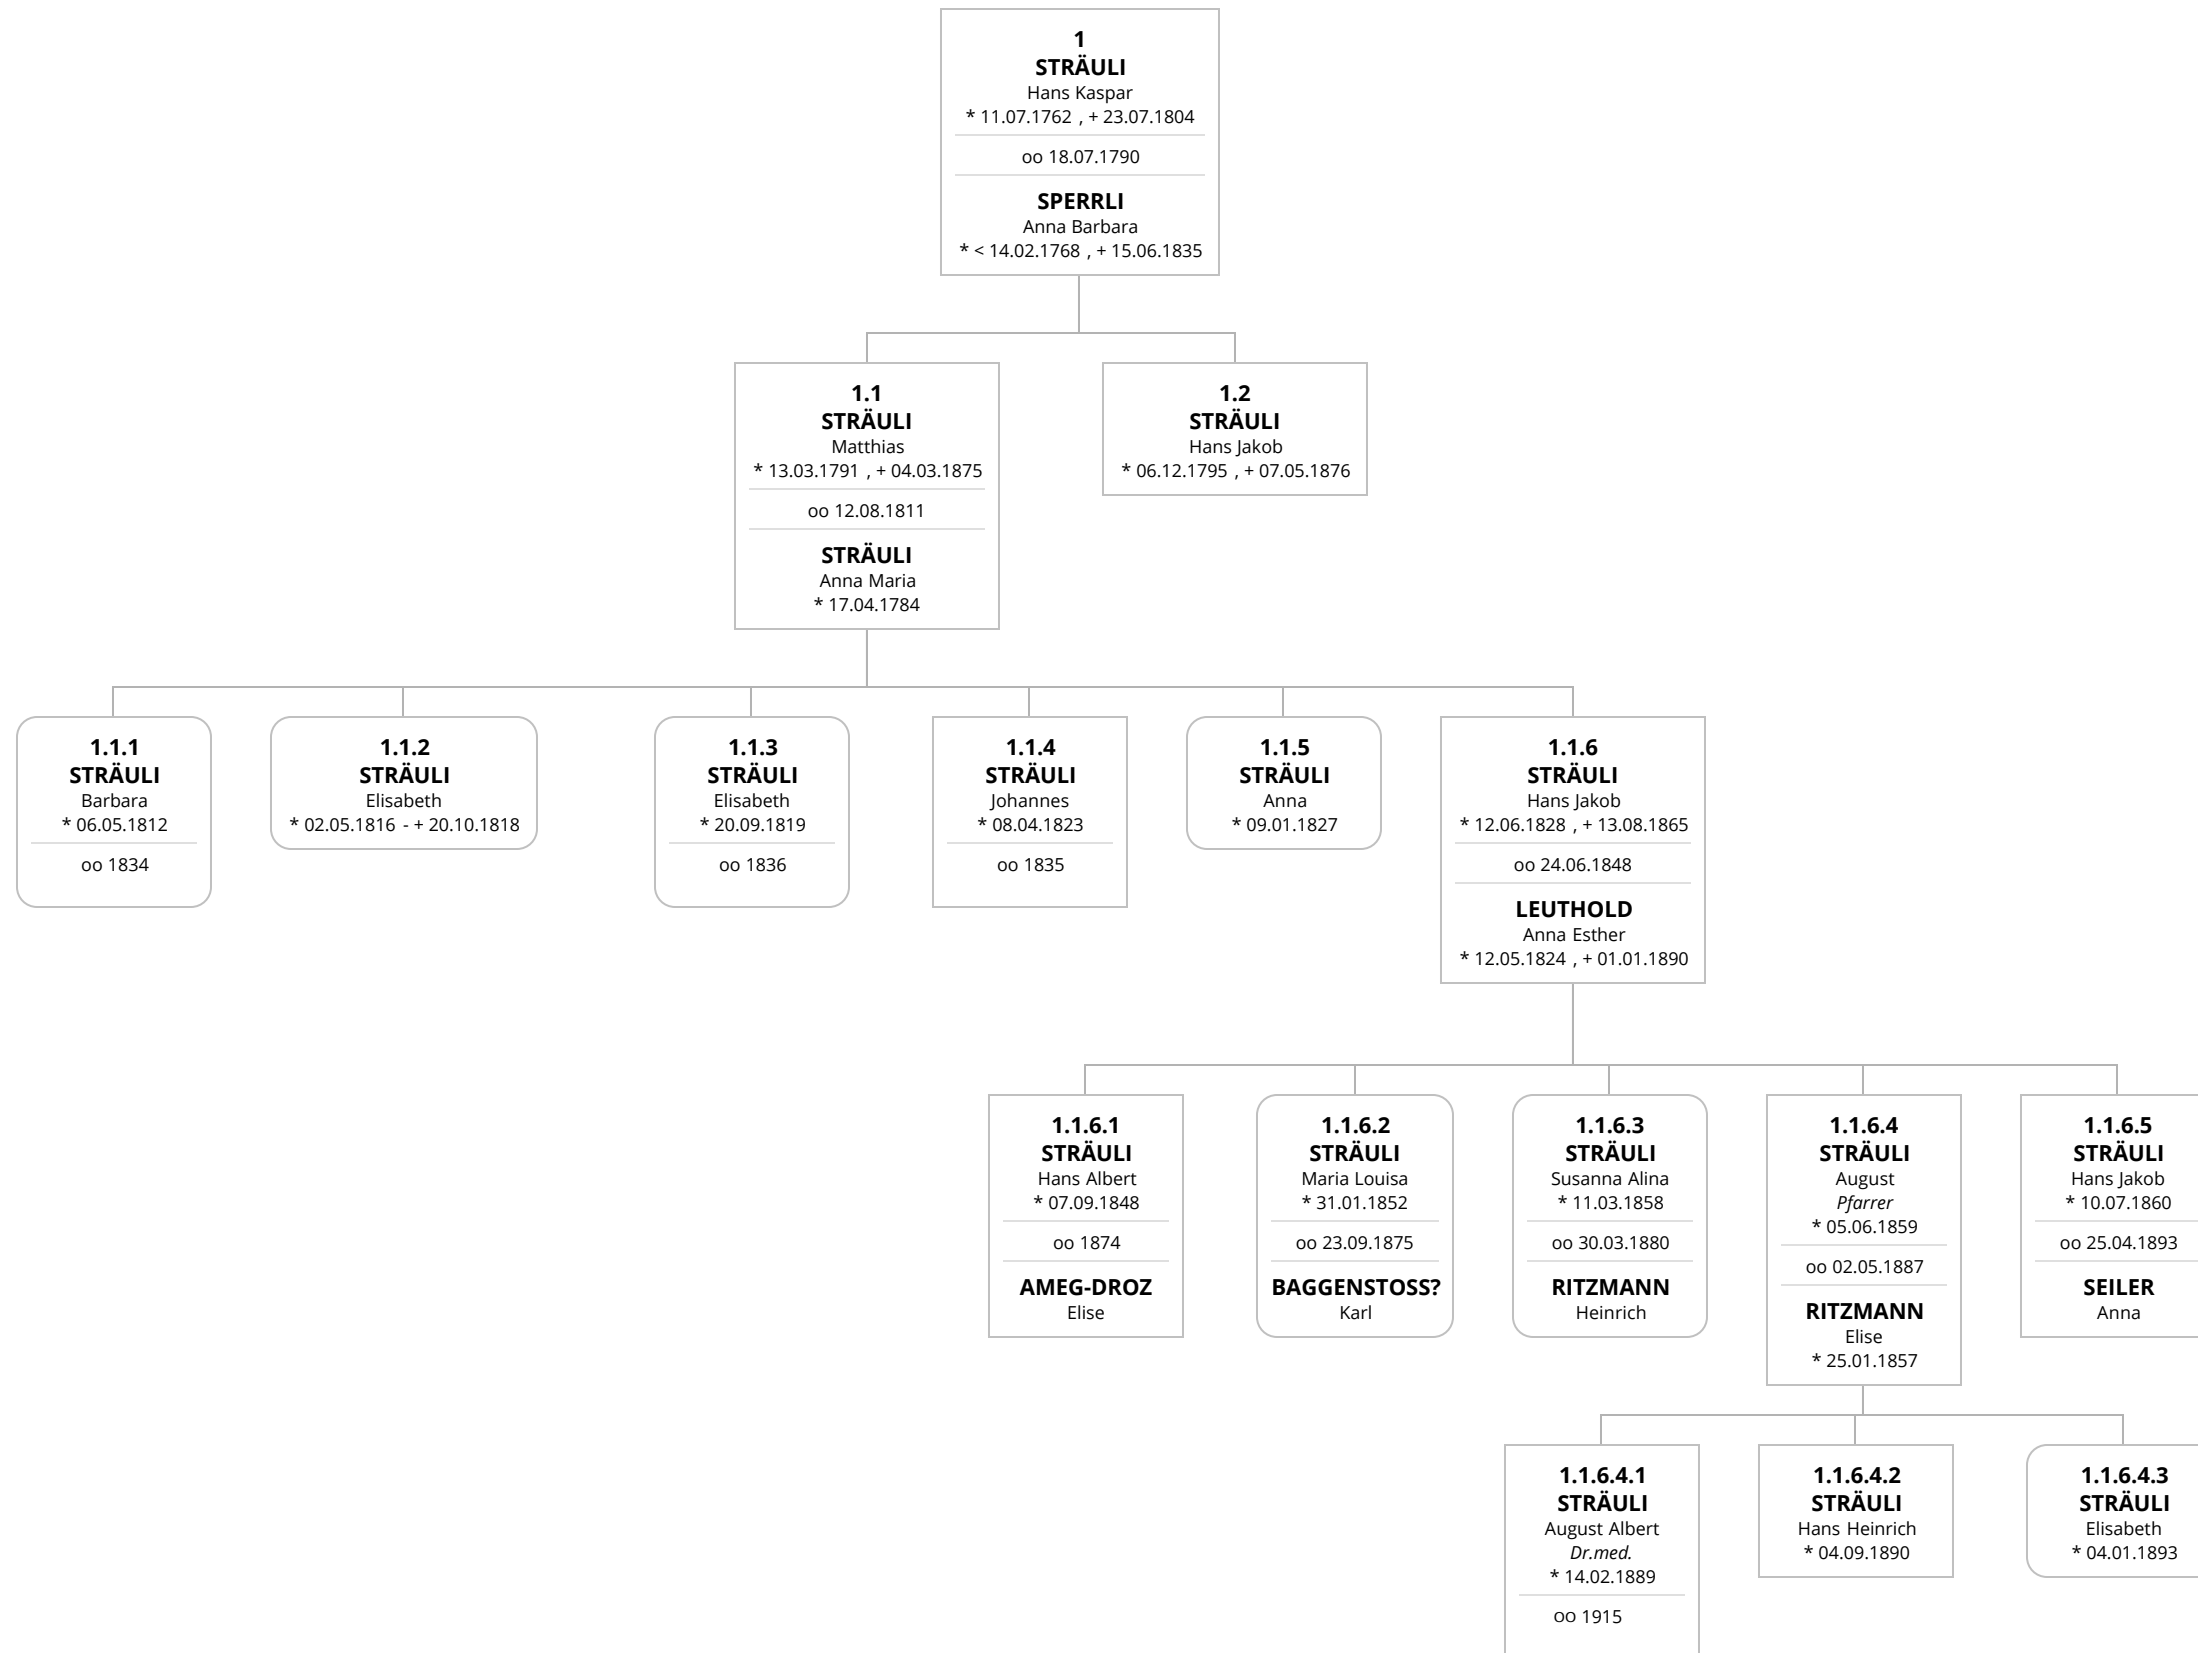 1
STRÄULI
Hans Kaspar
* 11.07.1762 , + 23.07.1804
oo 18.07.1790
SPERRLI
Anna Barbara
* < 14.02.1768 , + 15.06.1835
1.1
STRÄULI
Matthias
* 13.03.1791 , + 04.03.1875
oo 12.08.1811
STRÄULI
Anna Maria
* 17.04.1784
1.2
STRÄULI
Hans Jakob
* 06.12.1795 , + 07.05.1876
1.1.1
STRÄULI
Barbara
* 06.05.1812
oo 1834
1.1.2
STRÄULI
Elisabeth
* 02.05.1816 - + 20.10.1818
1.1.3
STRÄULI
Elisabeth
* 20.09.1819
oo 1836
1.1.4
STRÄULI
Johannes
* 08.04.1823
oo 1835
1.1.5
STRÄULI
Anna
* 09.01.1827
1.1.6
STRÄULI
Hans Jakob
* 12.06.1828 , + 13.08.1865
oo 24.06.1848
LEUTHOLD
Anna Esther
* 12.05.1824 , + 01.01.1890
1.1.6.1
STRÄULI
Hans Albert
* 07.09.1848
oo 1874
AMEG-DROZ
Elise
1.1.6.2
STRÄULI
Maria Louisa
* 31.01.1852
oo 23.09.1875
BAGGENSTOSS?
Karl
1.1.6.3
STRÄULI
Susanna Alina
* 11.03.1858
oo 30.03.1880
RITZMANN
Heinrich
1.1.6.4
STRÄULI
August
Pfarrer
* 05.06.1859
oo 02.05.1887
RITZMANN
Elise
* 25.01.1857
1.1.6.5
STRÄULI
Hans Jakob
* 10.07.1860
oo 25.04.1893
SEILER
Anna
1.1.6.4.1
STRÄULI
August Albert
Dr.med.
* 14.02.1889
oo 1915
1.1.6.4.2
STRÄULI
Hans Heinrich
* 04.09.1890
1.1.6.4.3
STRÄULI
Elisabeth
* 04.01.1893